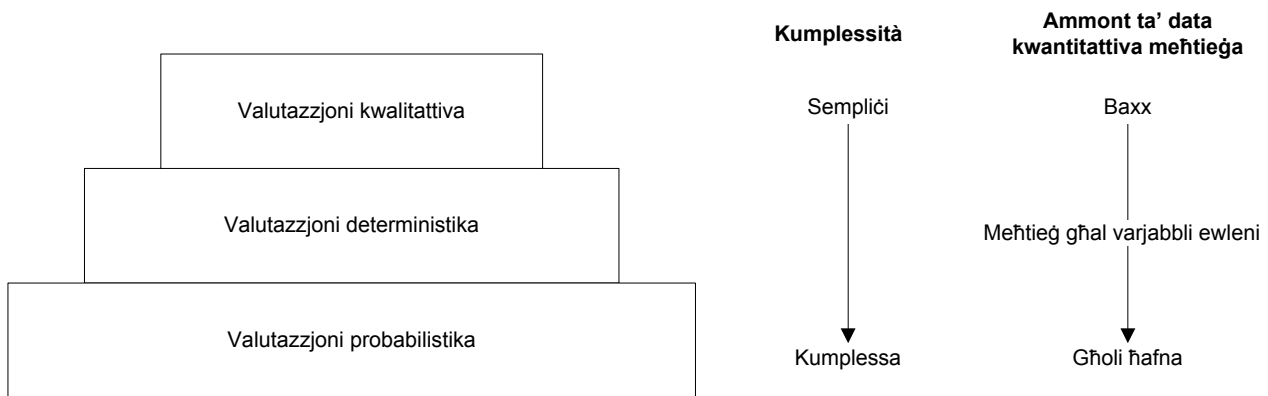 Kumplessità
Ammont ta’ data
kwantitattiva meħtieġa
Valutazzjoni kwalitattiva
Sempliċi
Baxx
Valutazzjoni deterministika
Meħtieġ għal varjabbli ewleni
Valutazzjoni probabilistika
Kumplessa
Għoli ħafna